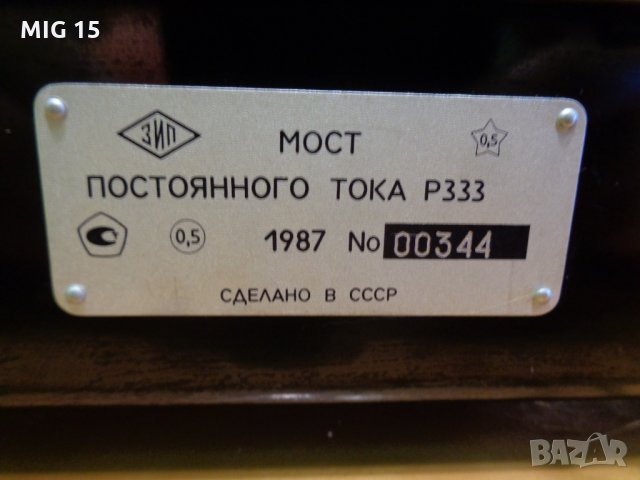 MIG 15
ЗИП
МОСТ
0,5
ПОСТОЯННОГО ТОКА Р333
0,5
1987 No 00344
СДЕЛАНО В СССР
BAZAR